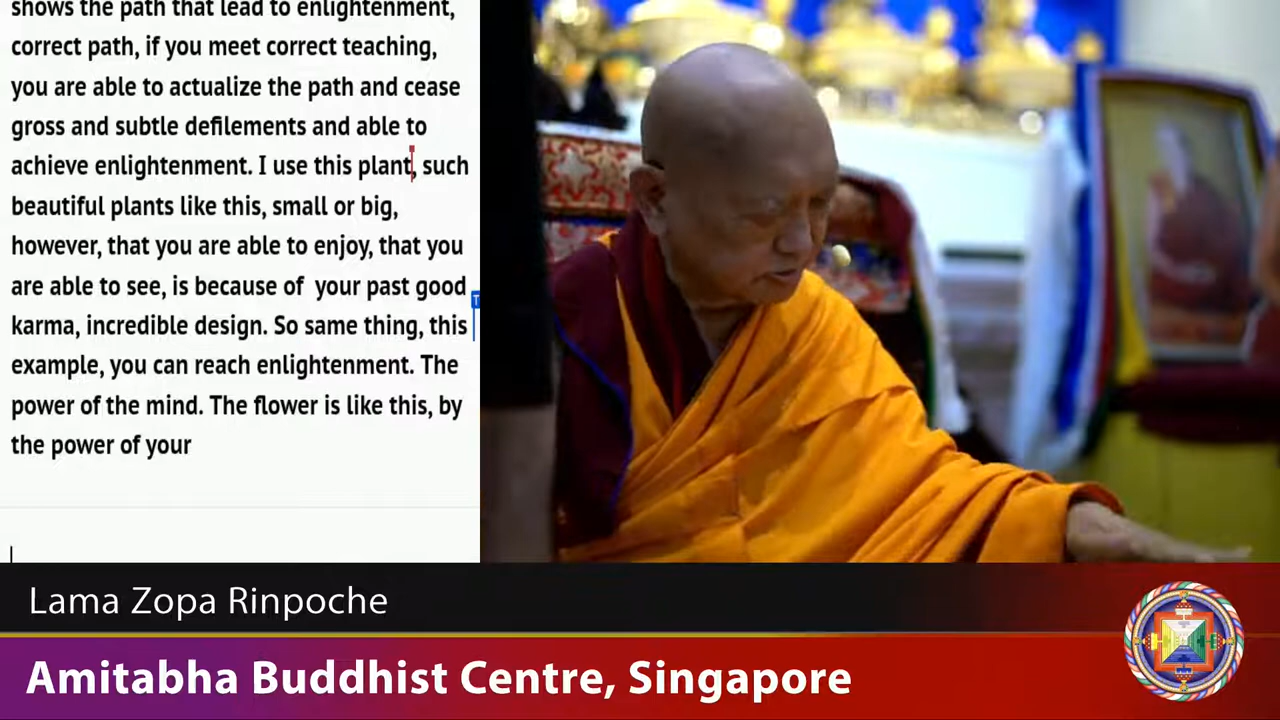 shows the path that lead to enlightenment,
correct path, if you meet correct teaching,
you are able to actualize the path and cease
gross and subtle defilements and able to
achieve enlightenment. I use this plant, such
beautiful plants like this, small or big,
however, that you are able to enjoy, that you
are able to see, is because of  your past good
karma, incredible design. So same thing, this
example, you can reach enlightenment. The
power of the mind. The flower is like this, by
the power of your
T
Lama Zopa Rinpoche
Amitabha Buddhist Centre, Singapore